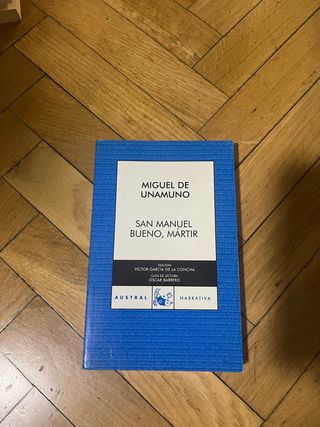 MIGUEL DE
UNAMUNO
SAN MANUEL
BUENO, MÁRTIR
EDICIÓN
VÍCTOR GARCÍA DE LA CONCHA
GUÍA DE LECTURA
ÓSCAR BARRERO
AUSTRAL NARRATIVA